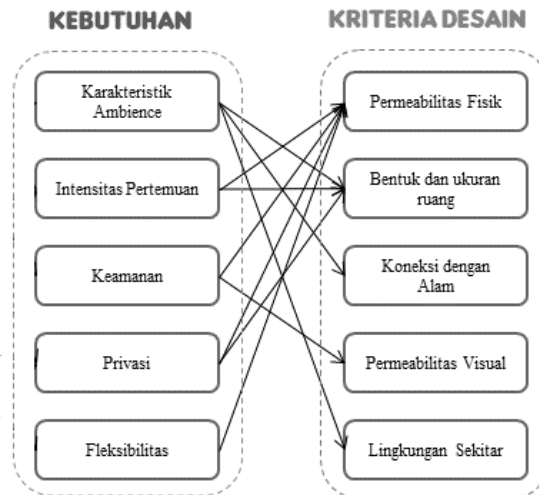 KEBUTUHAN
Karakteristik
Ambience
Intensitas Pertemuan
Keamanan
Privasi
Fleksibilitas
KRITERIA DESAIN
Permeabilitas Fisik
Bentuk dan ukuran
ruang
Koneksi dengan
Alam
Permeabilitas Visual
Lingkungan Sekitar